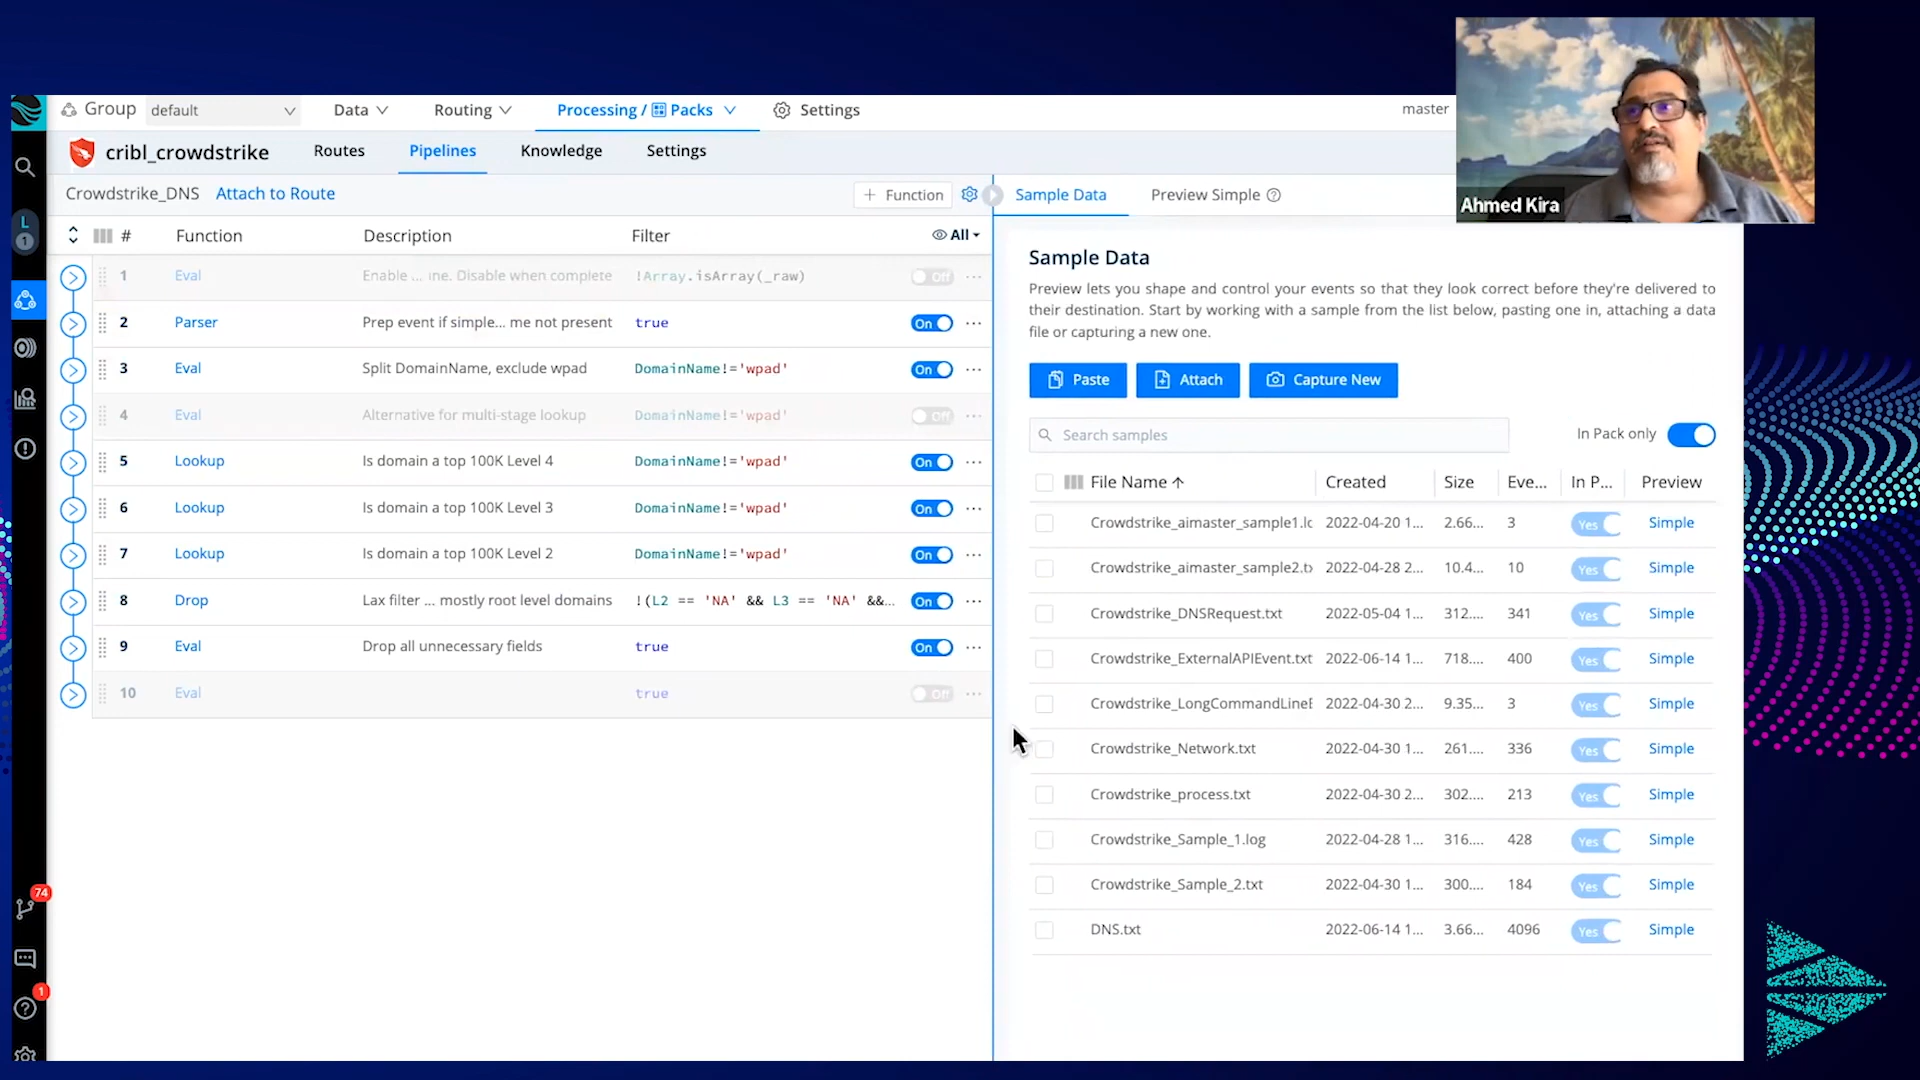 Group default Data Routing Processing / Packs Settings master
cribl_crowdstrike Routes Pipelines Knowledge Settings
Ahmed Kira
Crowdstrike_DNS Attach to Route + Function
# Function Description Filter All
1 Eval Enable ... ine. Disable when complete !Array.isArray(_raw) Off ...
2 Parser Prep event if simple... me not present true On ...
3 Eval Split DomainName, exclude wpad DomainName!='wpad' On ...
4 Eval Alternative for multi-stage lookup DomainName!='wpad' Off ...
5 Lookup Is domain a top 100K Level 4 DomainName!='wpad' On ...
6 Lookup Is domain a top 100K Level 3 DomainName!='wpad' On ...
7 Lookup Is domain a top 100K Level 2 DomainName!='wpad' On ...
8 Drop Lax filter ... mostly root level domains !(L2 == 'NA' && L3 == 'NA' &&... On ...
9 Eval Drop all unnecessary fields true On ...
10 Eval true Off ...
L
1
74
1
Sample Data Preview Simple
Sample Data
Preview lets you shape and control your events so that they look correct before they're delivered to
their destination. Start by working with a sample from the list below, pasting one in, attaching a data
file or capturing a new one.
Paste Attach Capture New
Search samples In Pack only
File Name Created Size Eve... In P... Preview
Crowdstrike_aimaster_sample1.lc 2022-04-20 1... 2.66... 3 Yes Simple
Crowdstrike_aimaster_sample2.tx 2022-04-28 2... 10.4... 10 Yes Simple
Crowdstrike_DNSRequest.txt 2022-05-04 1... 312.... 341 Yes Simple
Crowdstrike_ExternalAPIEvent.txt 2022-06-14 1... 718.... 400 Yes Simple
Crowdstrike_LongCommandLineE 2022-04-30 2... 9.35... 3 Yes Simple
Crowdstrike_Network.txt 2022-04-30 1... 261.... 336 Yes Simple
Crowdstrike_process.txt 2022-04-30 2... 302.... 213 Yes Simple
Crowdstrike_Sample_1.log 2022-04-28 1... 316.... 428 Yes Simple
Crowdstrike_Sample_2.txt 2022-04-30 1... 300.... 184 Yes Simple
DNS.txt 2022-06-14 1... 3.66... 4096 Yes Simple